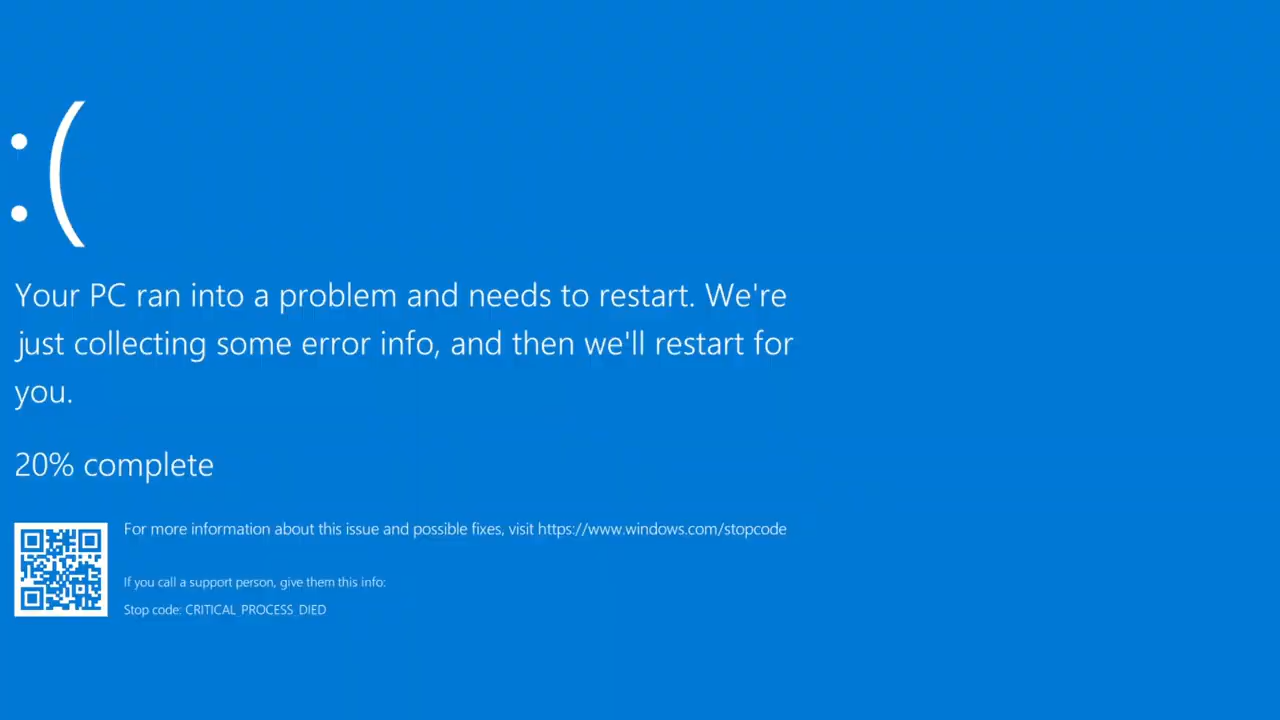 :(
Your PC ran into a problem and needs to restart. We're
just collecting some error info, and then we'll restart for
you.
20% complete
For more information about this issue and possible fixes, visit https://www.windows.com/stopcode
If you call a support person, give them this info:
Stop code: CRITICAL_PROCESS_DIED